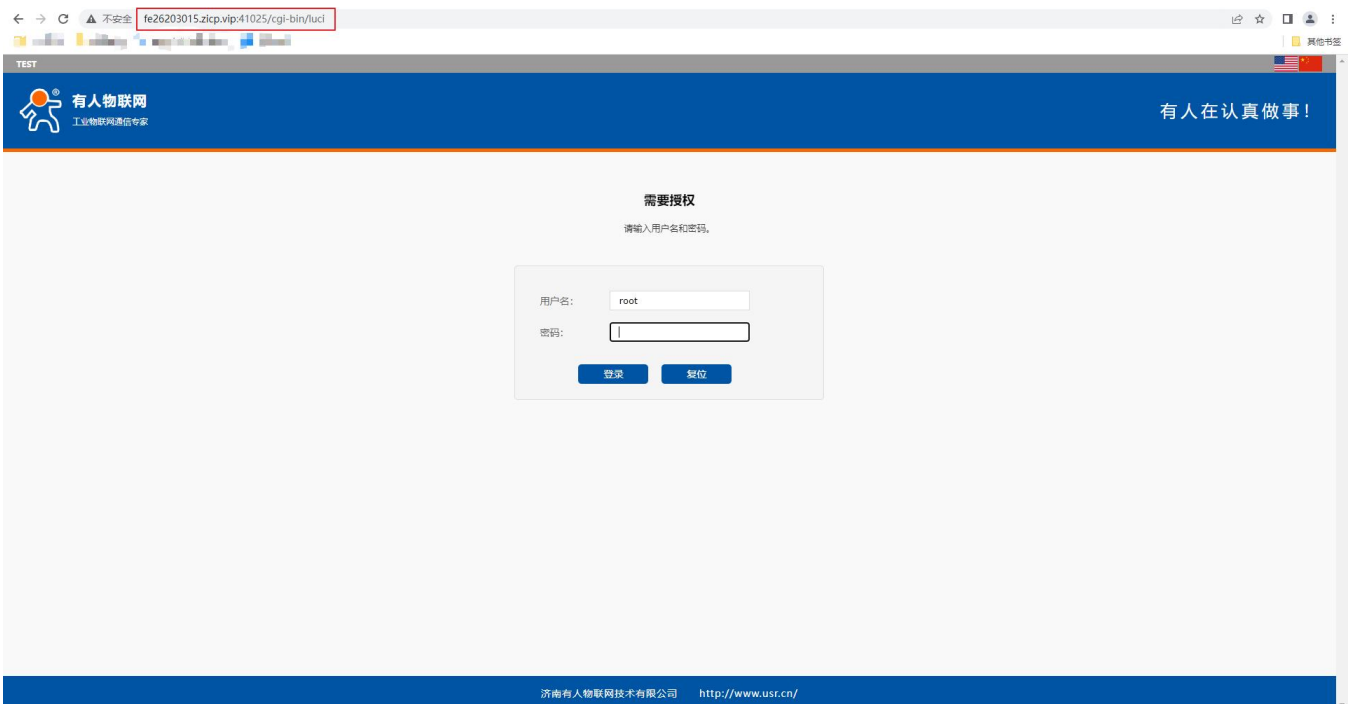 不安全 fe26203015.zicp.vip:41025/cgi-bin/luci
其他书签
TEST
有人物联网
工业物联网通信专家
有人在认真做事!
需要授权
请输入用户名和密码。
用户名: root
密码:
登录 复位
济南有人物联网技术有限公司 http://www.usr.cn/